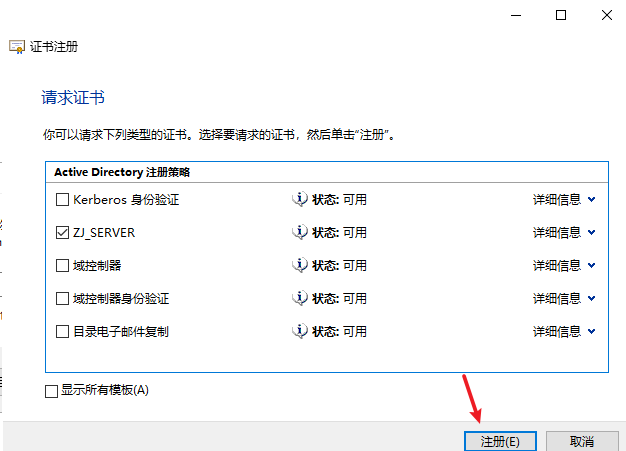 证书注册
请求证书
你可以请求下列类型的证书。选择要请求的证书，然后单击“注册”。
Active Directory 注册策略
Kerberos 身份验证 状态: 可用 详细信息
ZJ_SERVER 状态: 可用 详细信息
域控制器 状态: 可用 详细信息
域控制器身份验证 状态: 可用 详细信息
目录电子邮件复制 状态: 可用 详细信息
显示所有模板(A)
注册(E) 取消